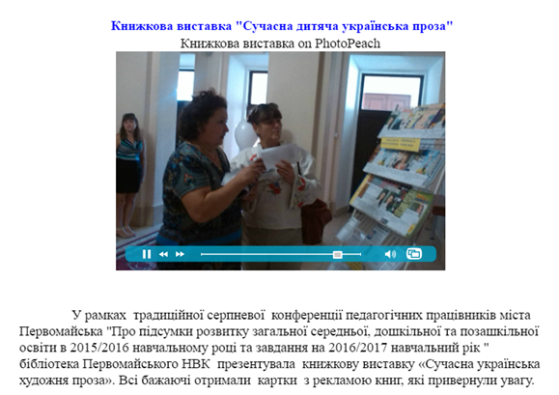 Книжкова виставка "Сучасна дитяча українська проза"
Книжкова виставка on PhotoPeach
У рамках традиційної серпневої конференції педагогічних працівників міста
Первомайська "Про підсумки розвитку загальної середньої, дошкільної та позашкільної
освіти в 2015/2016 навчальному році та завдання на 2016/2017 навчальний рік "
бібліотека Первомайського НВК презентувала книжкову виставку «Сучасна українська
художня проза». Всі бажаючі отримали картки з рекламою книг, які привернули увагу.